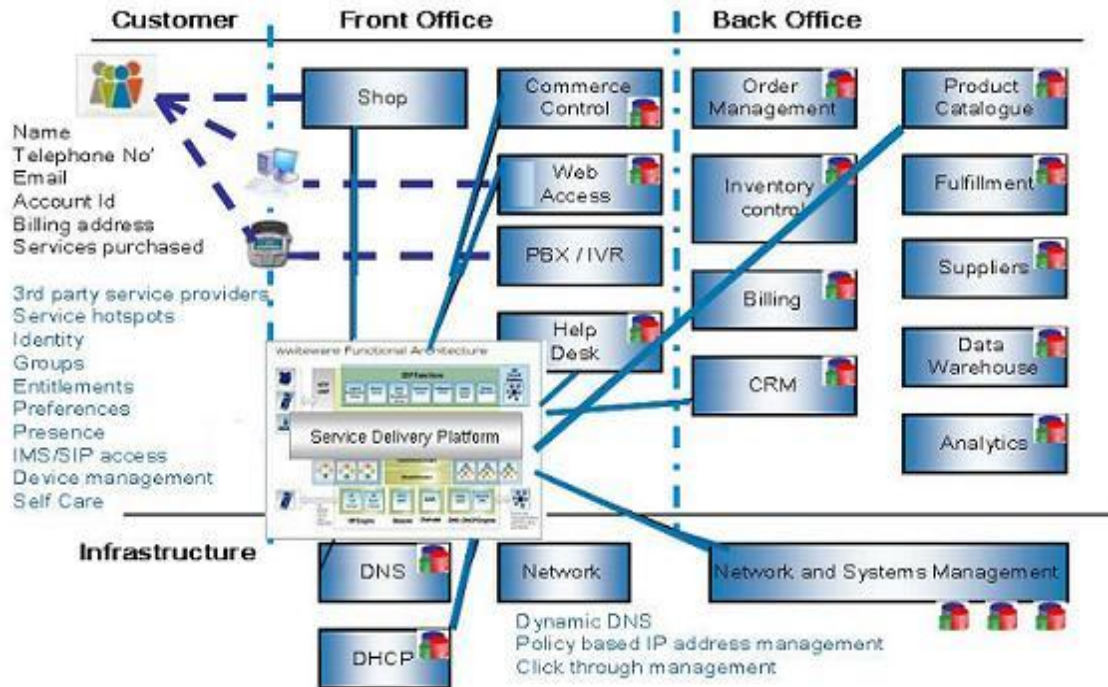 Customer
Front Office
Back Office
Shop
Commerce
Control
Order
Management
Product
Catalogue
Name
Telephone No'
Email
Account Id
Billing address
Services purchased
Web
Access
Inventory
control
Fulfillment
PBX / IVR
Suppliers
Billing
3rd party service providers
Service hotspots
Identity
Groups
Entitlements
Preferences
Presence
IMS/SIP access
Device management
Self Care
Help
Desk
Data
Warehouse
CRM
Analytics
Functional Architecture
Service Delivery Platform
Infrastructure
DNS
Network
Network and Systems Management
DHCP
Dynamic DNS
Policy based IP address management
Click through management